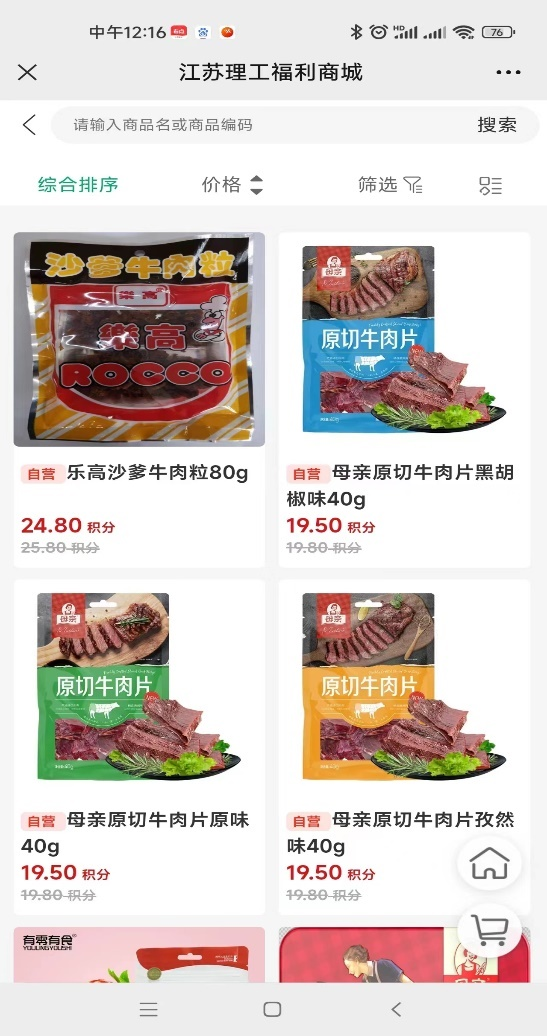 中午12:16
HD
76
江苏理工福利商城
请输入商品名或商品编码
搜索
综合排序
价格
筛选
沙爹牛肉粒
樂高
樂高
ROCCO
母亲
原切牛肉片
自营 乐高沙爹牛肉粒80g
24.80 积分
25.80 积分
自营 母亲原切牛肉片黑胡
椒味40g
19.50 积分
19.80 积分
母亲
原切牛肉片
母亲
原切牛肉片
自营 母亲原切牛肉片原味
40g
19.50 积分
19.80 积分
自营 母亲原切牛肉片孜然
味40g
19.50 积分
19.80 积分
有零有食
YOULINGYOUSHI